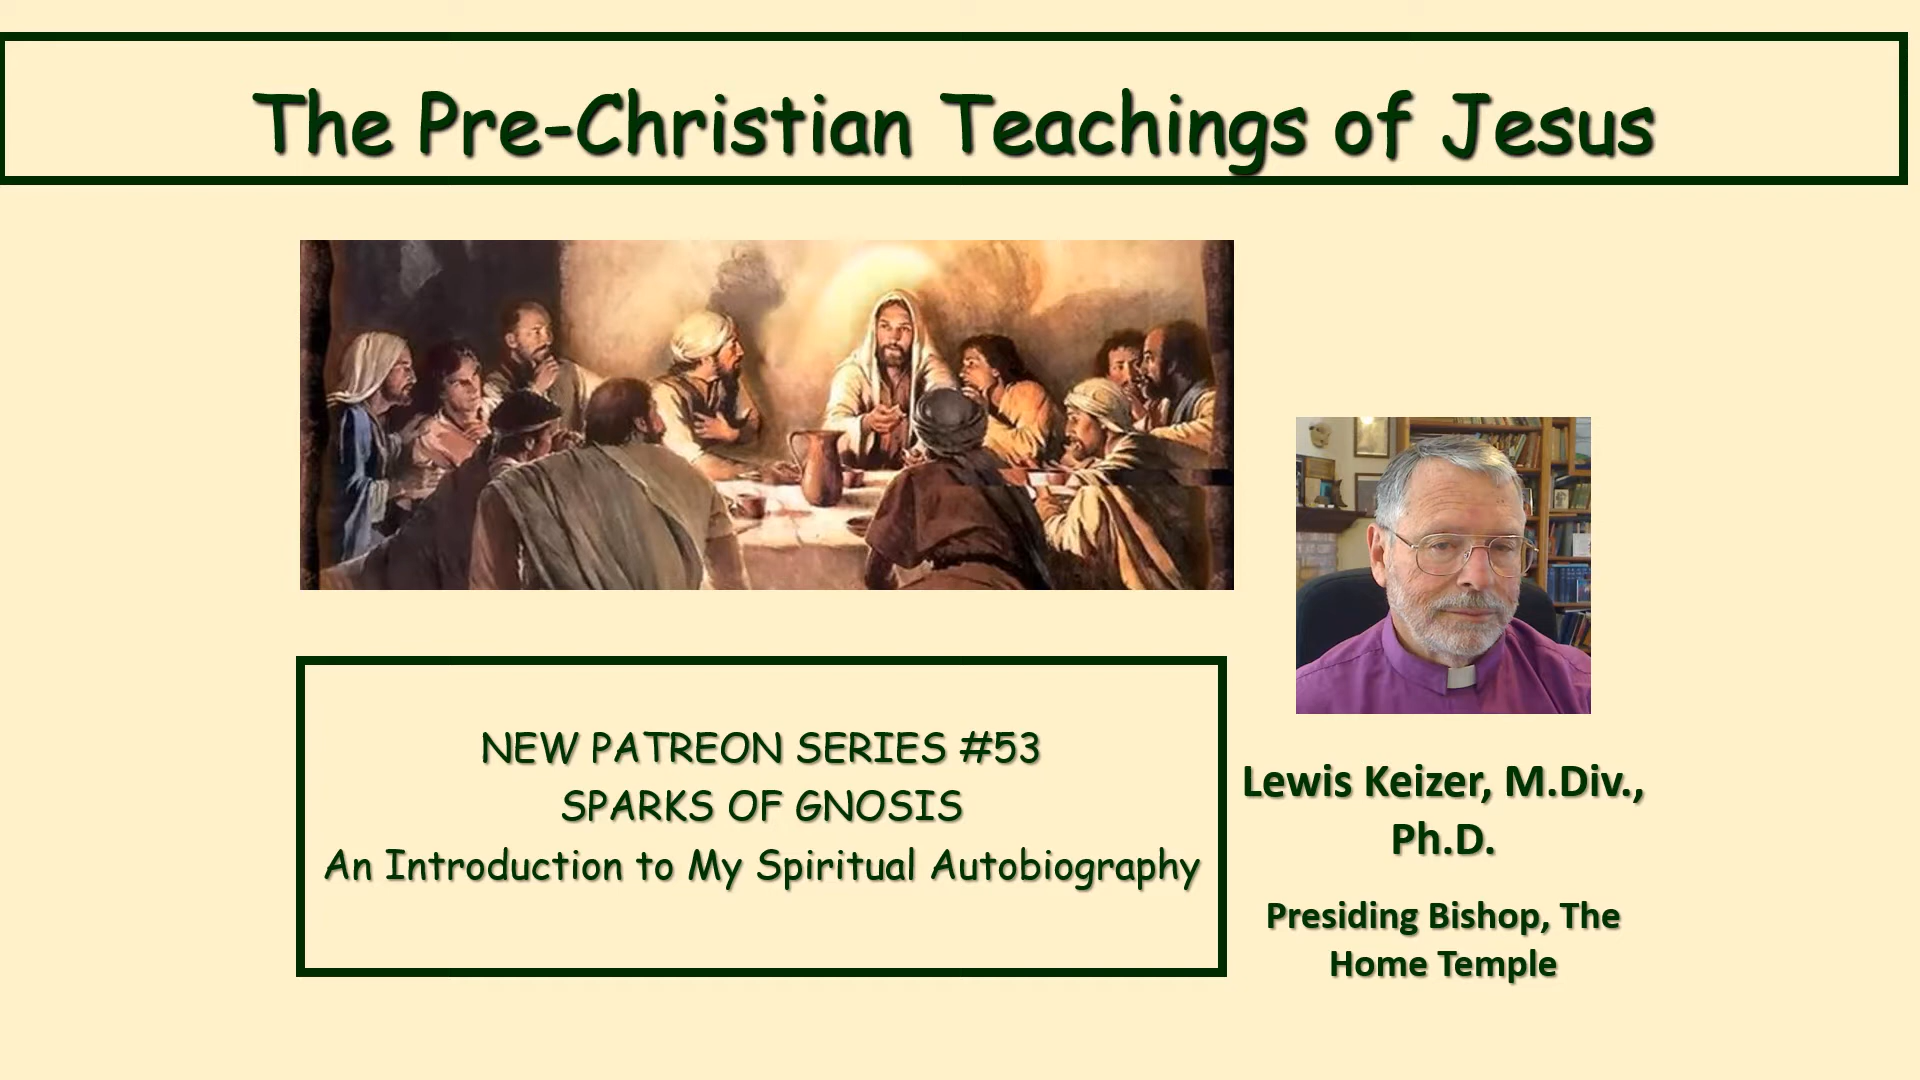 The Pre-Christian Teachings of Jesus
NEW PATREON SERIES #53
SPARKS OF GNOSIS
An Introduction to My Spiritual Autobiography
Lewis Keizer, M.Div.,
Ph.D.
Presiding Bishop, The
Home Temple